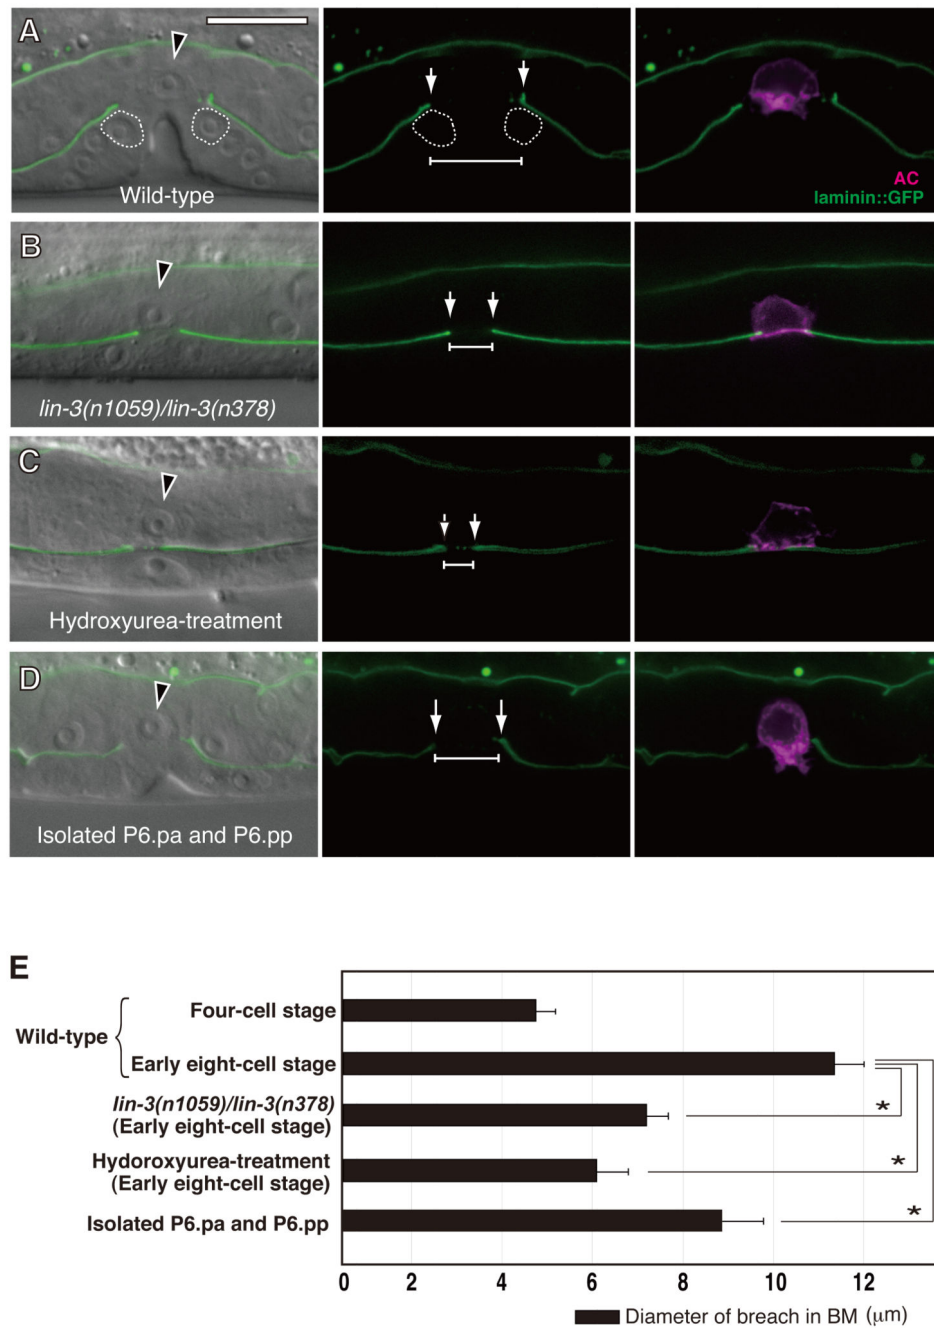 A
Wild-type
AC
laminin::GFP
B
lin-3(n1059)/lin-3(n378)
C
Hydroxyurea-treatment
D
Isolated P6.pa and P6.pp
E
Wild-type
Four-cell stage
Early eight-cell stage
lin-3(n1059)/lin-3(n378)
(Early eight-cell stage)
*
Hydoroxyurea-treatment
(Early eight-cell stage)
*
Isolated P6.pa and P6.pp
*
0 2 4 6 8 10 12
Diameter of breach in BM (μm)